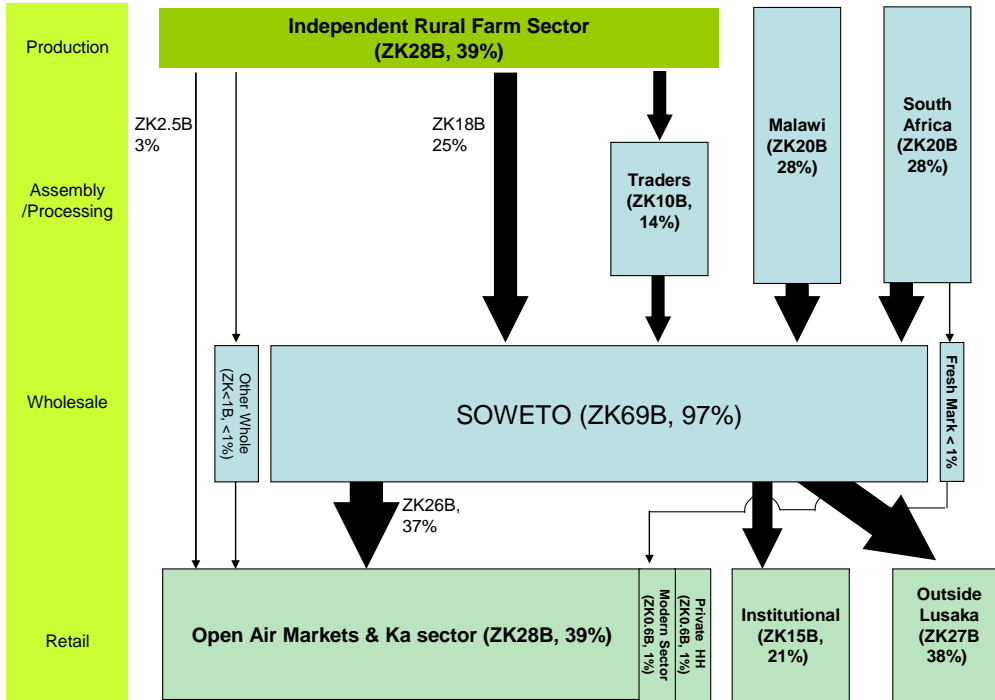 Production
Independent Rural Farm Sector
(ZK28B, 39%)
ZK2.5B
3%
ZK18B
25%
Malawi
(ZK20B
28%)
South
Africa
(ZK20B
28%)
Assembly
/Processing
Traders
(ZK10B,
14%)
Wholesale
Other Whole
(ZK<1B, <1%)
SOWETO (ZK69B, 97%)
Fresh Mark < 1%
ZK26B,
37%
Retail
Open Air Markets & Ka sector (ZK28B, 39%)
Modern Sector
(ZK0.6B, 1%)
Private HH
(ZK0.6B, 1%)
Institutional
(ZK15B,
21%)
Outside
Lusaka
(ZK27B
38%)